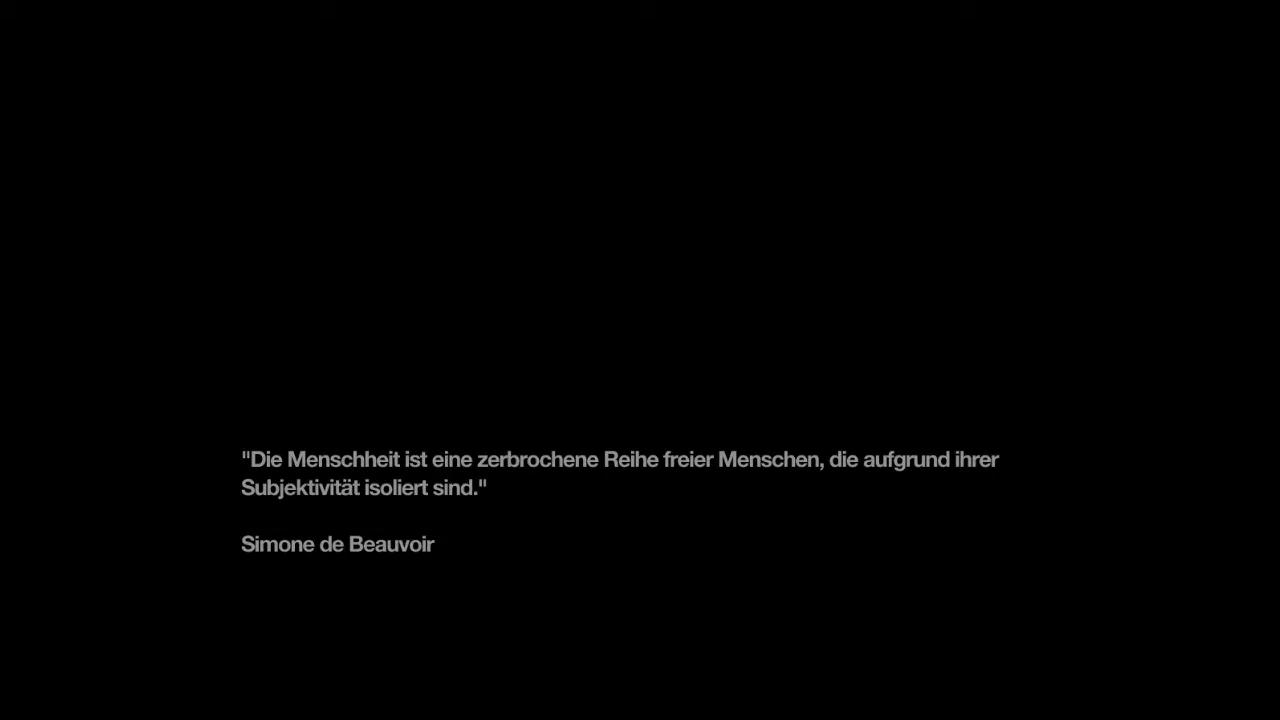 "Die Menschheit ist eine zerbrochene Reihe freier Menschen, die aufgrund ihrer
Subjektivität isoliert sind."
Simone de Beauvoir